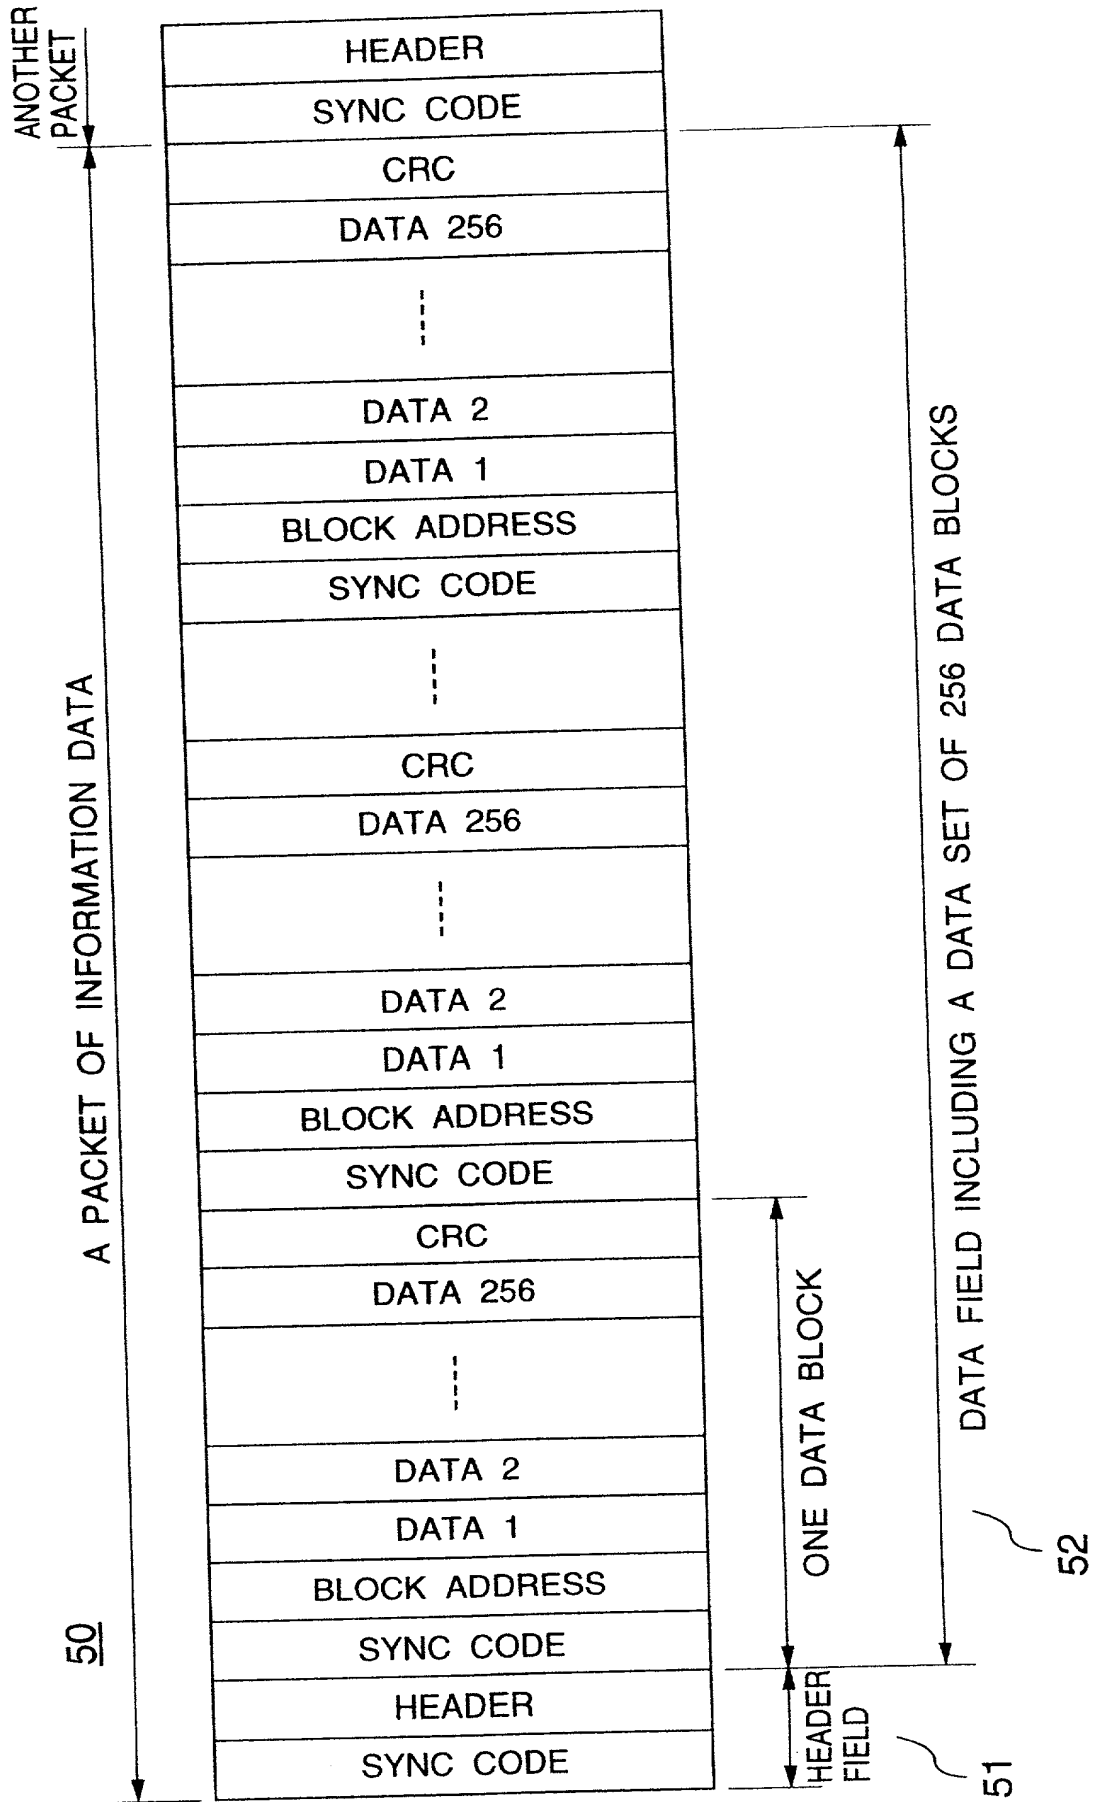 ANOTHER
PACKET
HEADER
SYNC CODE
CRC
DATA 256
DATA 2
DATA 1
BLOCK ADDRESS
SYNC CODE
CRC
DATA 256
DATA 2
DATA 1
BLOCK ADDRESS
SYNC CODE
CRC
DATA 256
DATA 2
DATA 1
BLOCK ADDRESS
SYNC CODE
HEADER
SYNC CODE
A PACKET OF INFORMATION DATA
50
ONE DATA BLOCK
HEADER
FIELD
51
DATA FIELD INCLUDING A DATA SET OF 256 DATA BLOCKS
52